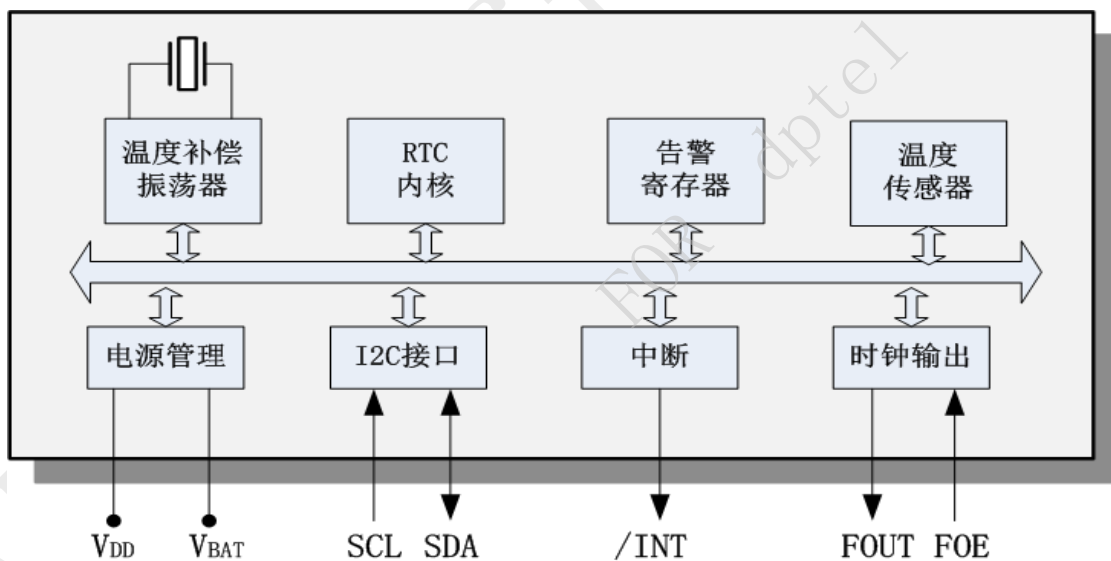 温度补偿
振荡器
RTC
内核
告警
寄存器
温度
传感器
电源管理
I2C接口
中断
时钟输出
VDD VBAT SCL SDA /INT FOUT FOE
FOR dptel